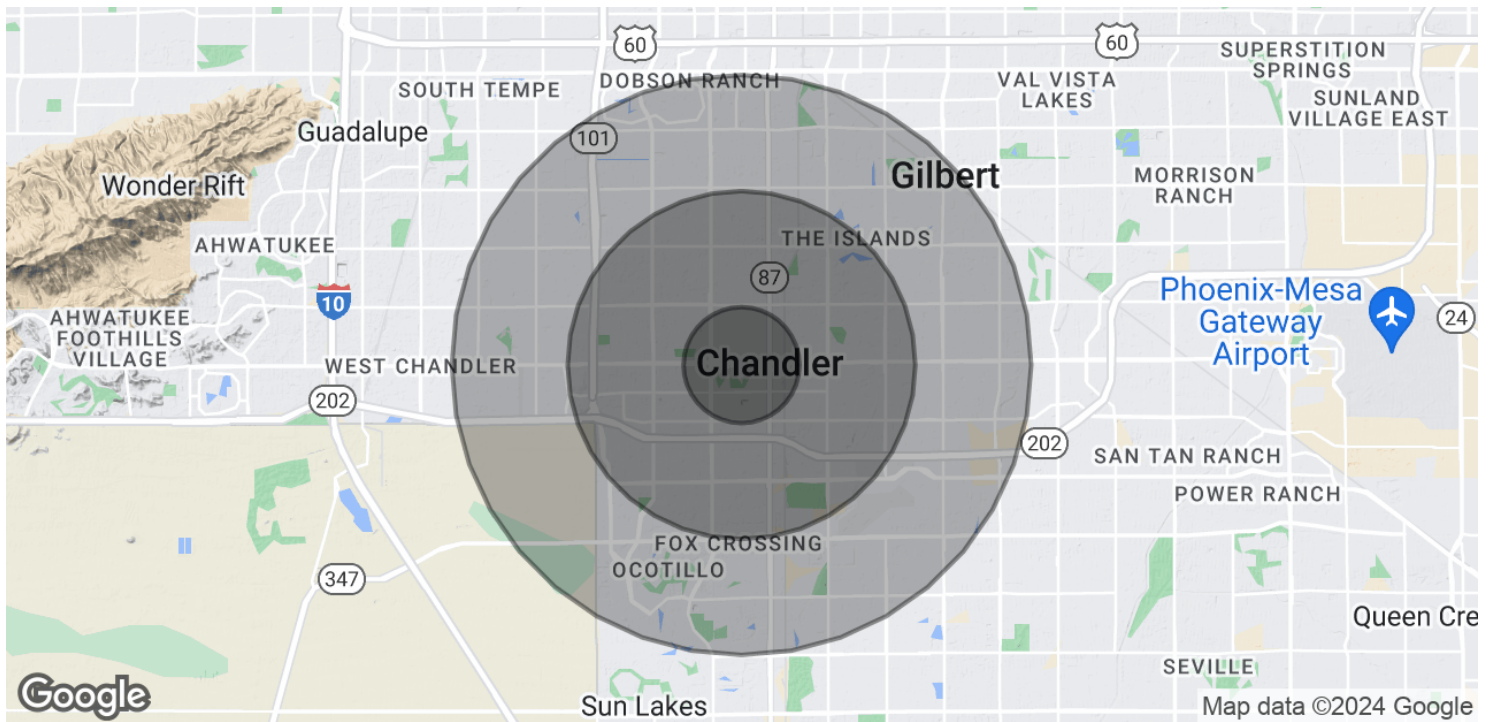 60
60
SUPERSTITION
SPRINGS
SOUTH TEMPE
DOBSON RANCH
VAL VISTA
LAKES
SUNLAND
VILLAGE EAST
Guadalupe
101
Gilbert
Wonder Rift
MORRISON
RANCH
AHWATUKEE
THE ISLANDS
87
10
Phoenix-Mesa
Gateway
Airport
24
AHWATUKEE
FOOTHILLS
VILLAGE
WEST CHANDLER
Chandler
202
202
SAN TAN RANCH
POWER RANCH
FOX CROSSING
OCOTILLO
347
Queen Cre
SEVILLE
Google
Sun Lakes
Map data ©2024 Google